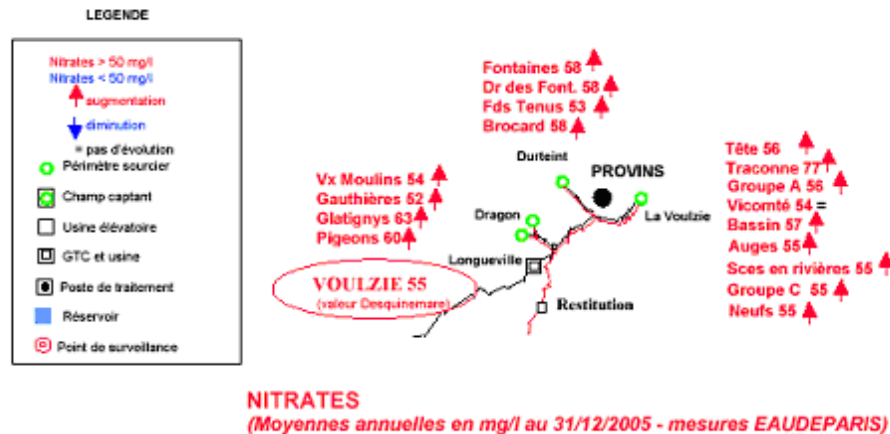 LEGENDE
Nitrates > 50 mg/l
Nitrates < 50 mg/l
augmentation
diminution
= pas d'évolution
Périmètre sourcier
Champ captant
Usine élévatoire
GTC et usine
Poste de traitement
Réservoir
Point de surveillance
Fontaines 58
Dr des Font. 58
Fds Tenus 53
Brocard 58
Durteint
PROVINS
Vx Moulins 54
Gauthières 52
Glatignys 63
Pigeons 60
Dragon
La Voulzie
Longueville
VOULZIE 55
(valeur Desquinemare)
Restitution
Tête 56
Traconne 77
Groupe A 56
Vicomté 54 =
Bassin 57
Auges 55
Sces en rivières 55
Groupe C 55
Neufs 55
NITRATES
(Moyennes annuelles en mg/l au 31/12/2005 - mesures EAUDEPARIS)